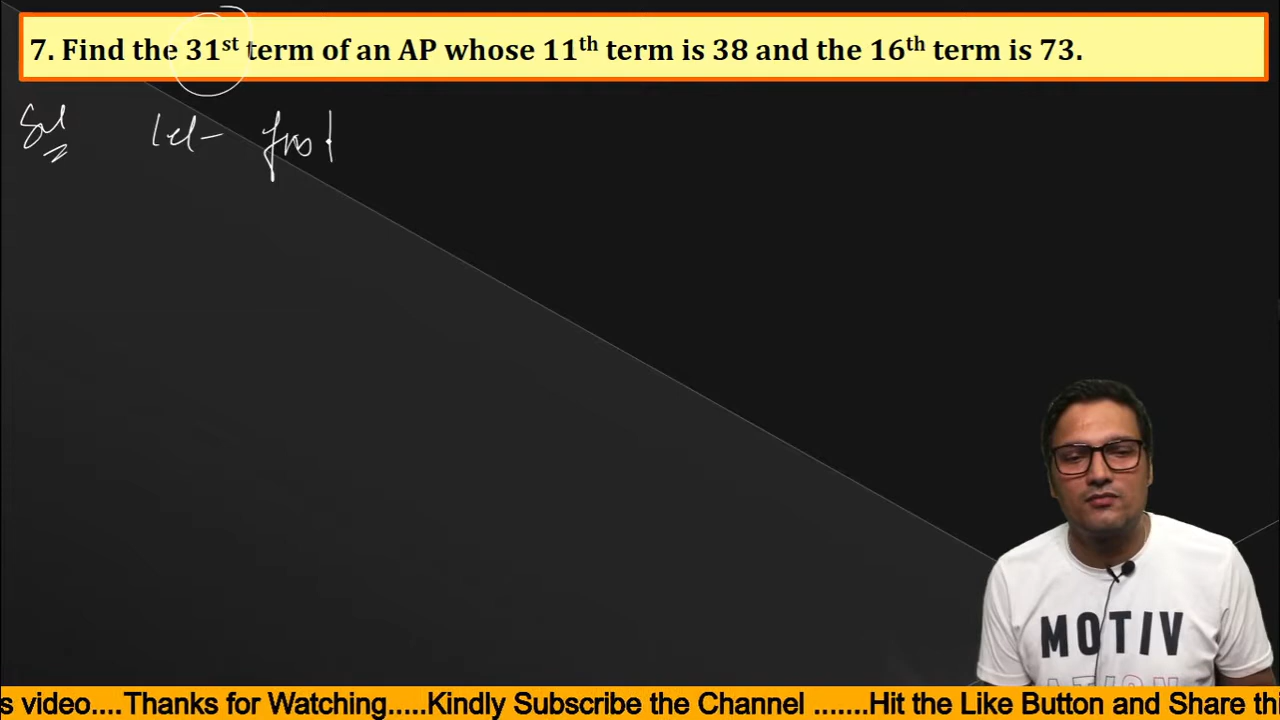 7. Find the 31st term of an AP whose 11th term is 38 and the 16th term is 73.
Sol let first
MOTIV
ATION
s video....Thanks for Watching.....Kindly Subscribe the Channel .......Hit the Like Button and Share thi